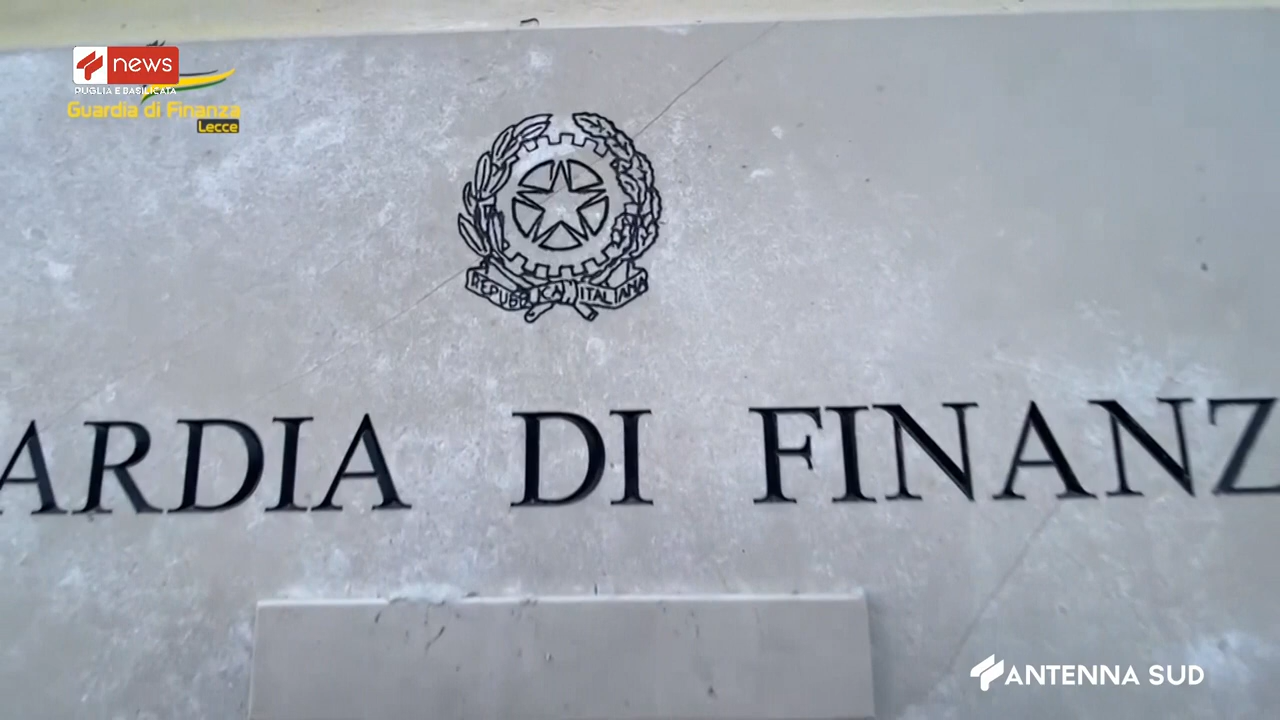 news
PUGLIA E BASILICATA
Guardia di Finanza
Lecce
REPUBBLICA ITALIANA
ARDIA DI FINANZ
ANTENNA SUD